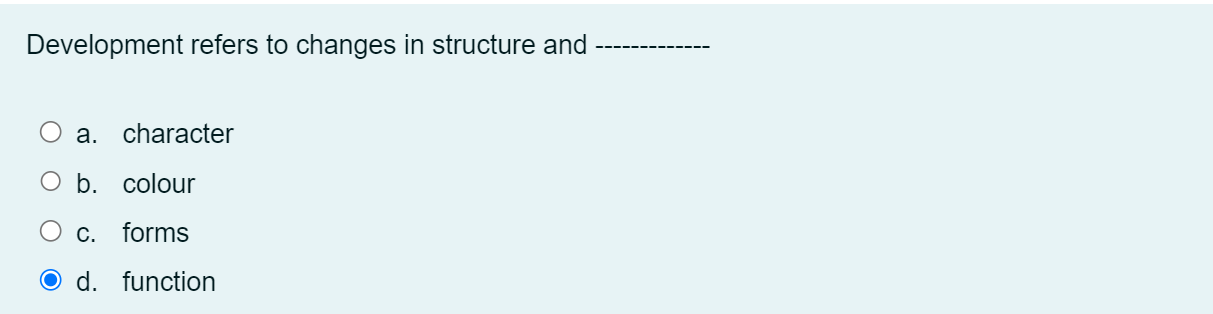 Development refers to changes in structure and -------------
a. character
b. colour
c. forms
d. function